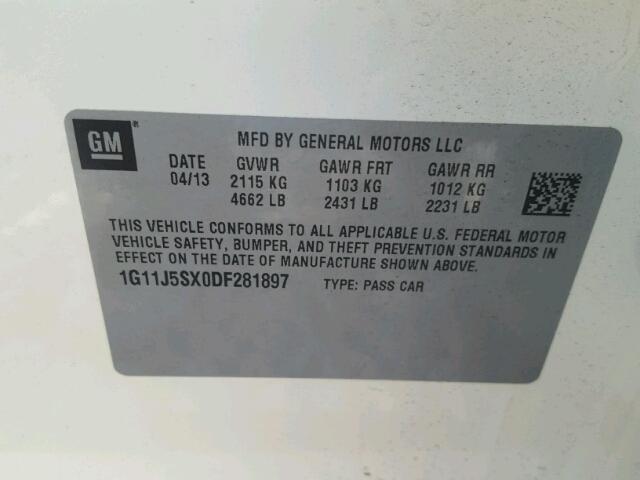 GM®
MFD BY GENERAL MOTORS LLC
DATE GVWR GAWR FRT GAWR RR
04/13 2115 KG 1103 KG 1012 KG
4662 LB 2431 LB 2231 LB
THIS VEHICLE CONFORMS TO ALL APPLICABLE U.S. FEDERAL MOTOR
VEHICLE SAFETY, BUMPER, AND THEFT PREVENTION STANDARDS IN
EFFECT ON THE DATE OF MANUFACTURE SHOWN ABOVE.
1G11J5SX0DF281897 TYPE: PASS CAR